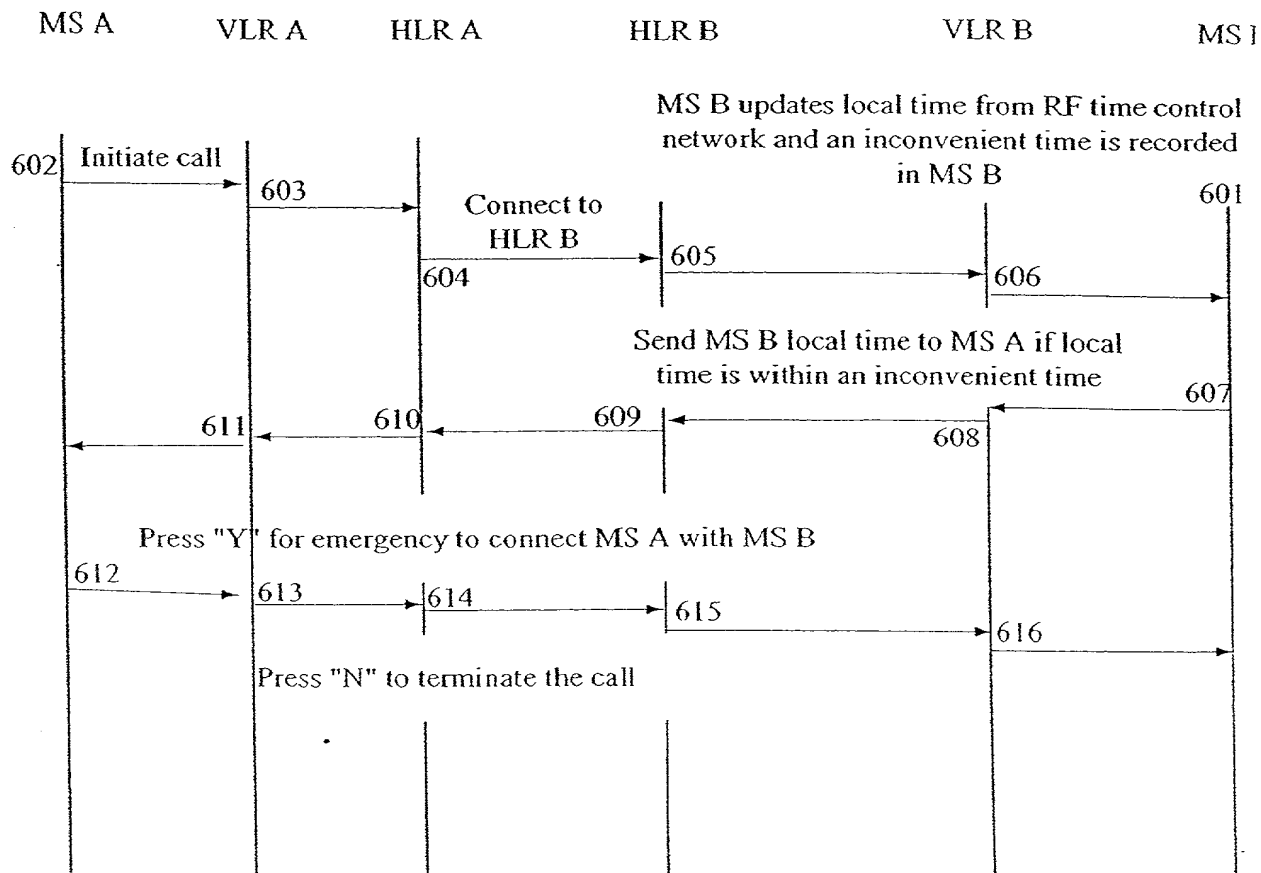 MS A VLR A HLR A HLR B VLR B MS
MS B updates local time from RF time control
network and an inconvenient time is recorded
in MS B
601
602 Initiate call
603
Connect to
HLR B
604
605
606
Send MS B local time to MS A if local
time is within an inconvenient time
607
608
609
610
611
Press "Y" for emergency to connect MS A with MS B
612
613
614
615
616
Press "N" to terminate the call